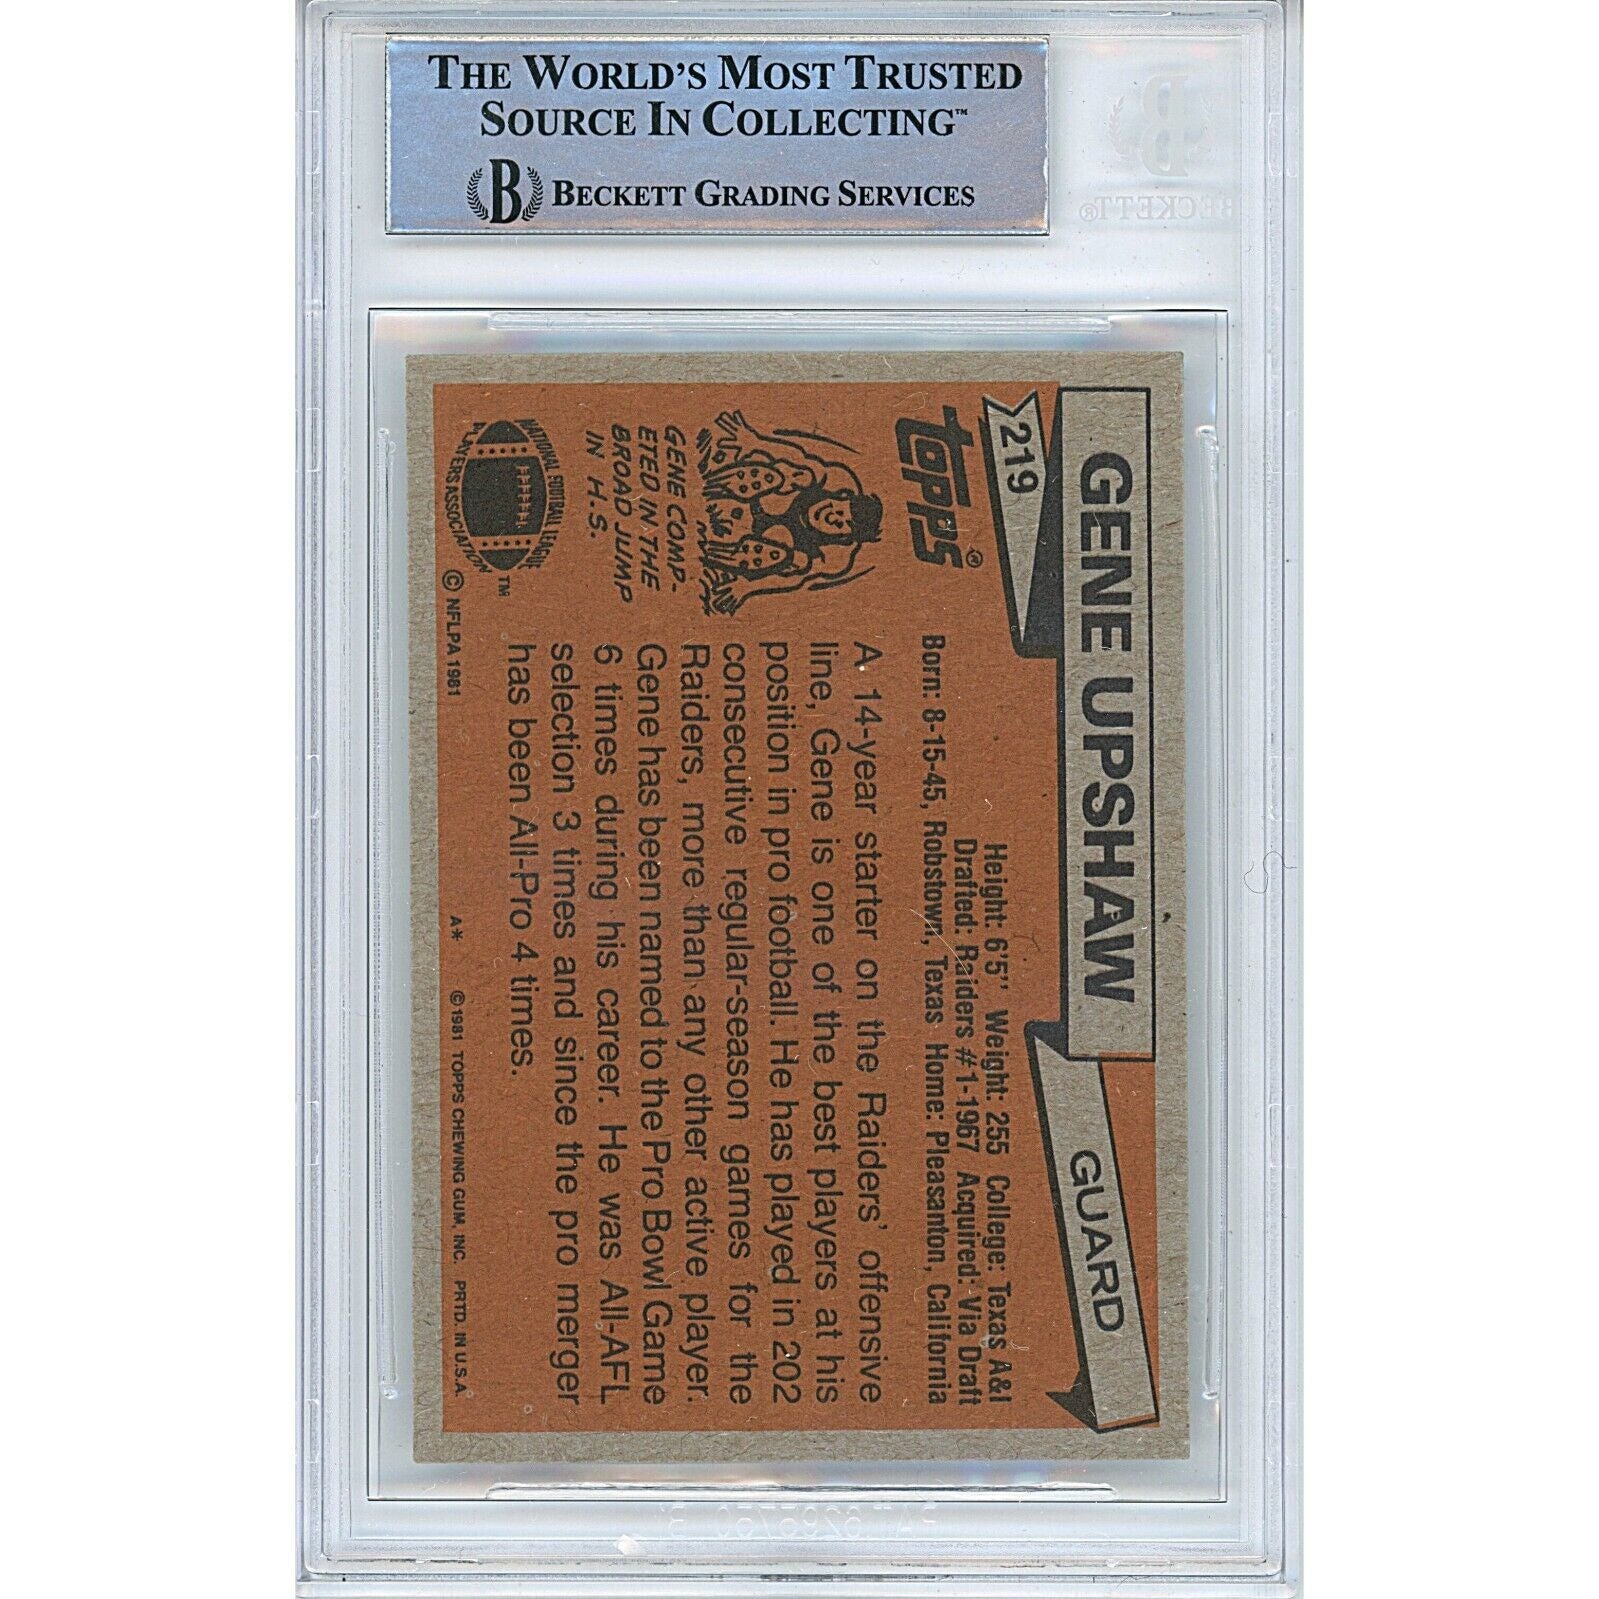 THE WORLD'S MOST TRUSTED
SOURCE IN COLLECTING™
B BECKETT GRADING SERVICES
B
BECKETT®
GENE UPSHAW
GUARD
219
TOPPS®
Height: 6'5" Weight: 255 College: Texas A&I
Drafted: Raiders #1-1967 Acquired: Via Draft
Born: 8-15-45, Robstown, Texas Home: Pleasanton, California
A 14-year starter on the Raiders' offensive
line, Gene is one of the best players at his
position in pro football. He has played in 202
consecutive regular-season games for the
Raiders, more than any other active player.
Gene has been named to the Pro Bowl Game
6 times during his career. He was All-AFL
selection 3 times and since the pro merger
has been All-Pro 4 times.
GENE COMP-
ETED IN THE
BROAD JUMP
IN H.S.
NATIONAL FOOTBALL LEAGUE
PLAYERS ASSOCIATION
™
© NFLPA 1981
A* © 1981 TOPPS CHEWING GUM, INC. PRTD. IN U.S.A.